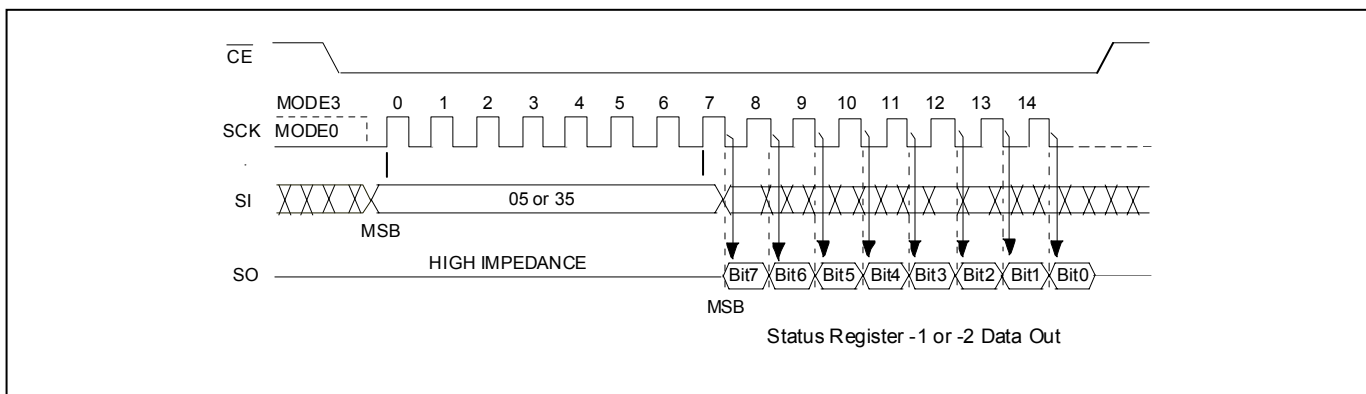 CE
MODE3 0 1 2 3 4 5 6 7 8 9 10 11 12 13 14
SCK MODE0
SI 05 or 35
MSB
SO HIGH IMPEDANCE Bit7 Bit6 Bit5 Bit4 Bit3 Bit2 Bit1 Bit0
MSB
Status Register -1 or -2 Data Out